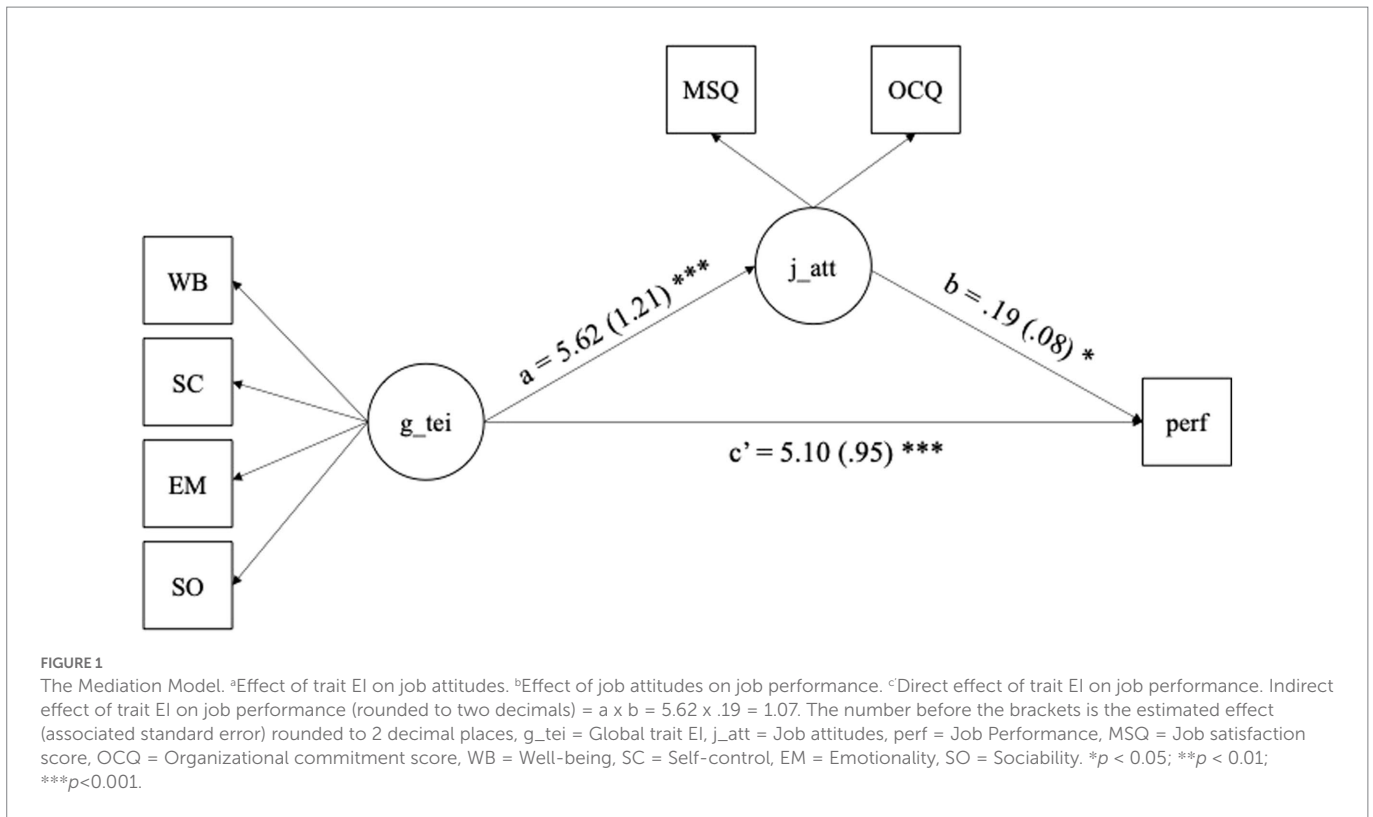 MSQ
OCQ
WB
SC
EM
SO
g_tei
j_att
perf
a = 5.62 (1.21) ***
b = .19 (.08) *
c’ = 5.10 (.95) ***
FIGURE 1
The Mediation Model. ᵃEffect of trait EI on job attitudes. ᵇEffect of job attitudes on job performance. ᶜ'Direct effect of trait EI on job performance. Indirect
effect of trait EI on job performance (rounded to two decimals) = a x b = 5.62 x .19 = 1.07. The number before the brackets is the estimated effect
(associated standard error) rounded to 2 decimal places, g_tei = Global trait EI, j_att = Job attitudes, perf = Job Performance, MSQ = Job satisfaction
score, OCQ = Organizational commitment score, WB = Well-being, SC = Self-control, EM = Emotionality, SO = Sociability. *p < 0.05; **p < 0.01;
***p<0.001.